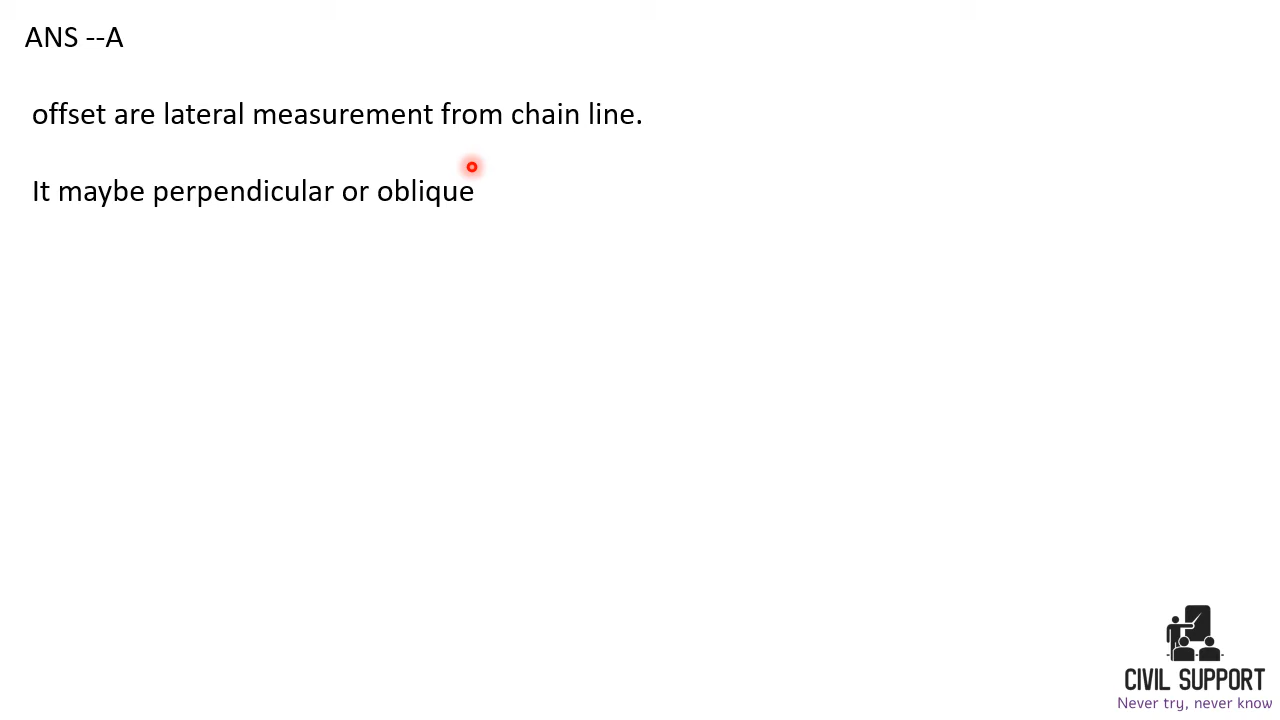 ANS --A
offset are lateral measurement from chain line.
It maybe perpendicular or oblique
CIVIL SUPPORT
Never try, never know